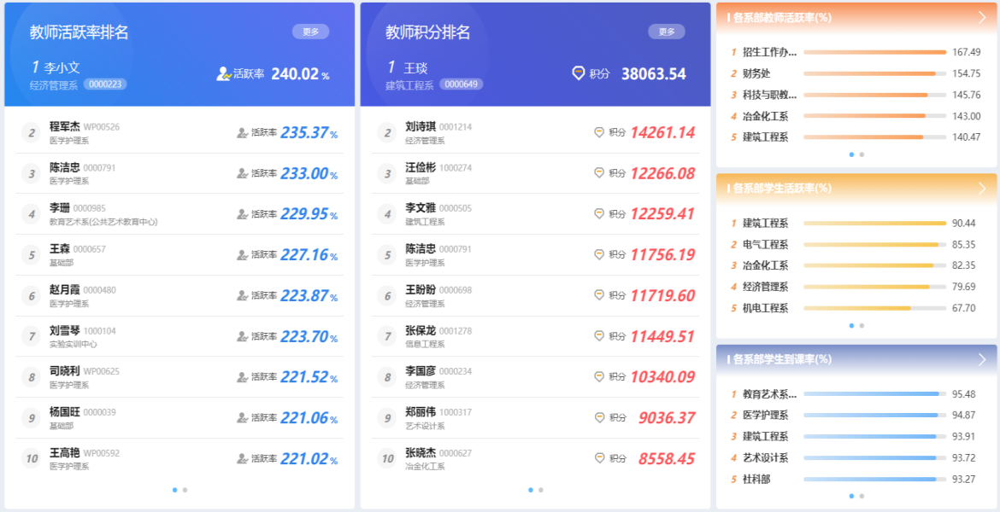 教师活跃率排名
更多
1 李小文
活跃率 240.02 %
经济管理系 0000223
2 程军杰 WP00526
医学护理系
活跃率 235.37 %
3 陈洁忠 0000791
医学护理系
活跃率 233.00 %
4 李珊 0000985
教育艺术系(公共艺术教育中心)
活跃率 229.95 %
5 王森 0000657
基础部
活跃率 227.16 %
6 赵月霞 0000480
医学护理系
活跃率 223.87 %
7 刘雪琴 1000104
实验实训中心
活跃率 223.70 %
8 司晓利 WP00625
医学护理系
活跃率 221.52 %
9 杨国旺 0000039
基础部
活跃率 221.06 %
10 王高艳 WP00592
医学护理系
活跃率 221.02 %
教师积分排名
更多
1 王琰
积分 38063.54
建筑工程系 0000649
2 刘诗琪 0001214
经济管理系
积分 14261.14
3 汪俭彬 1000274
基础部
积分 12266.08
4 李文雅 0000505
建筑工程系
积分 12259.41
5 陈洁忠 0000791
医学护理系
积分 11756.19
6 王盼盼 0000698
经济管理系
积分 11719.60
7 张保龙 0001278
信息工程系
积分 11449.51
8 李国彦 0000234
经济管理系
积分 10340.09
9 郑丽伟 1000317
艺术设计系
积分 9036.37
10 张晓杰 0000627
冶金化工系
积分 8558.45
各系部教师活跃率(%)
1 招生工作办... 167.49
2 财务处 154.75
3 科技与职教... 145.76
4 冶金化工系 143.00
5 建筑工程系 140.47
各系部学生活跃率(%)
1 建筑工程系 90.44
2 电气工程系 85.35
3 冶金化工系 82.35
4 经济管理系 79.69
5 机电工程系 67.70
各系部学生到课率(%)
1 教育艺术系... 95.48
2 医学护理系 94.87
3 建筑工程系 93.91
4 艺术设计系 93.72
5 社科部 93.27